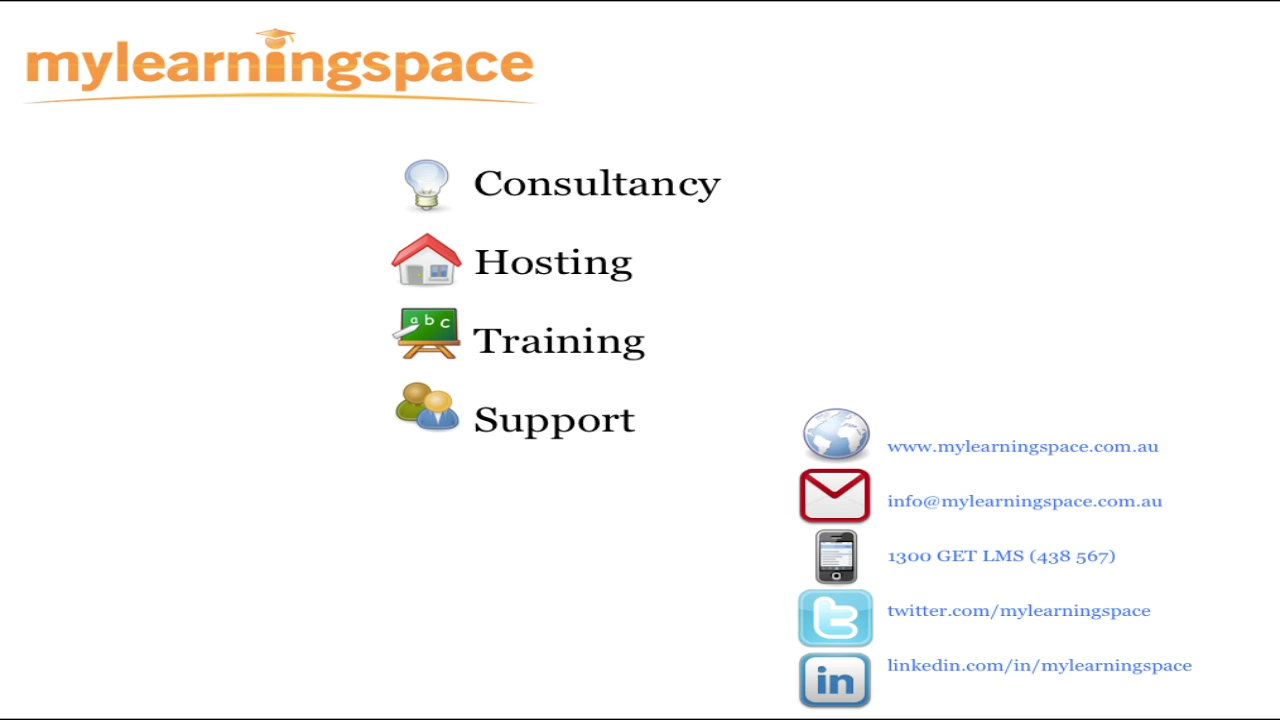 mylearningspace
Consultancy
Hosting
a b c
Training
Support
www.mylearningspace.com.au
info@mylearningspace.com.au
1300 GET LMS (438 567)
t twitter.com/mylearningspace
in linkedin.com/in/mylearningspace